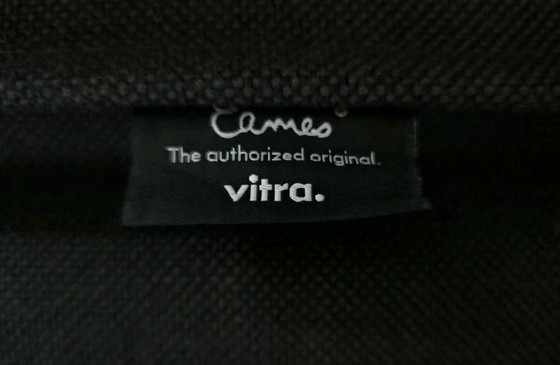 Eames
The authorized original.
vitra.